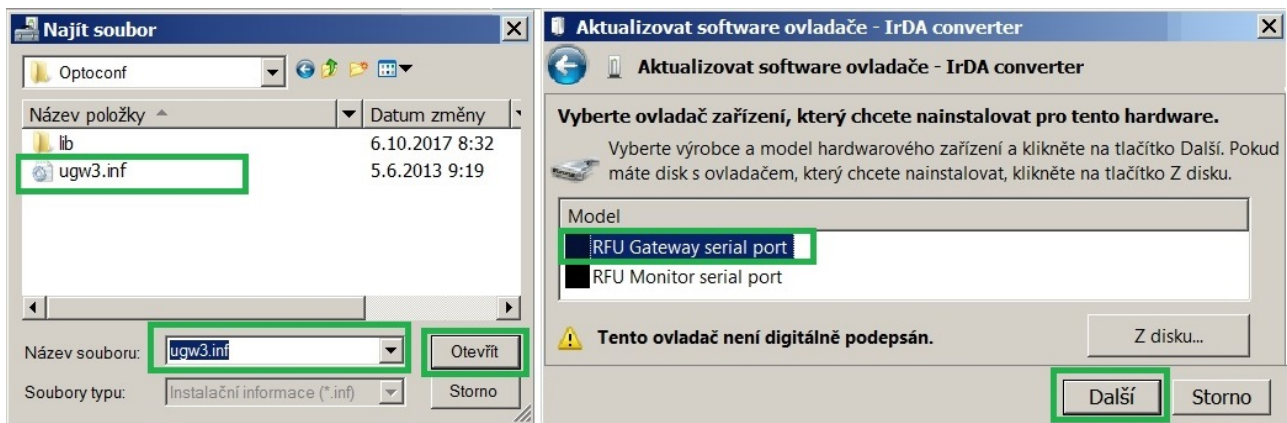 Najít soubor
Optoconf
Název položky
Datum změny
lib
6.10.2017 8:32
ugw3.inf
5.6.2013 9:19
Název souboru:
ugw3.inf
Otevřít
Soubory typu:
Instalační informace (*.inf)
Storno
Aktualizovat software ovladače - IrDA converter
Aktualizovat software ovladače - IrDA converter
Vyberte ovladač zařízení, který chcete nainstalovat pro tento hardware.
Vyberte výrobce a model hardwarového zařízení a klikněte na tlačítko Další. Pokud
máte disk s ovladačem, který chcete nainstalovat, klikněte na tlačítko Z disku.
Model
RFU Gateway serial port
RFU Monitor serial port
Tento ovladač není digitálně podepsán.
Z disku...
Další
Storno